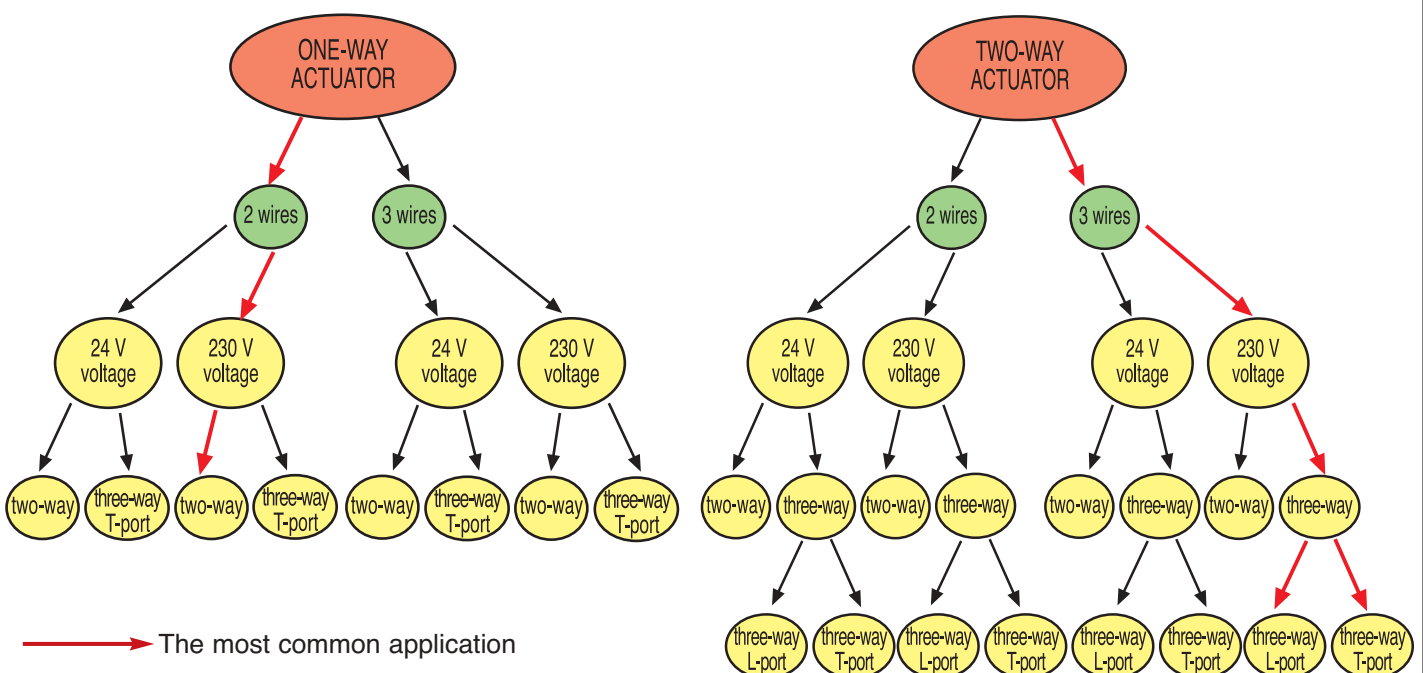 ONE-WAY
ACTUATOR
TWO-WAY
ACTUATOR
2 wires
3 wires
2 wires
3 wires
24 V
voltage
230 V
voltage
24 V
voltage
230 V
voltage
24 V
voltage
230 V
voltage
24 V
voltage
230 V
voltage
two-way
three-way
T-port
two-way
three-way
T-port
two-way
three-way
T-port
two-way
three-way
T-port
two-way
three-way
two-way
three-way
two-way
three-way
two-way
three-way
three-way
L-port
three-way
T-port
three-way
L-port
three-way
T-port
three-way
L-port
three-way
T-port
three-way
L-port
three-way
T-port
The most common application